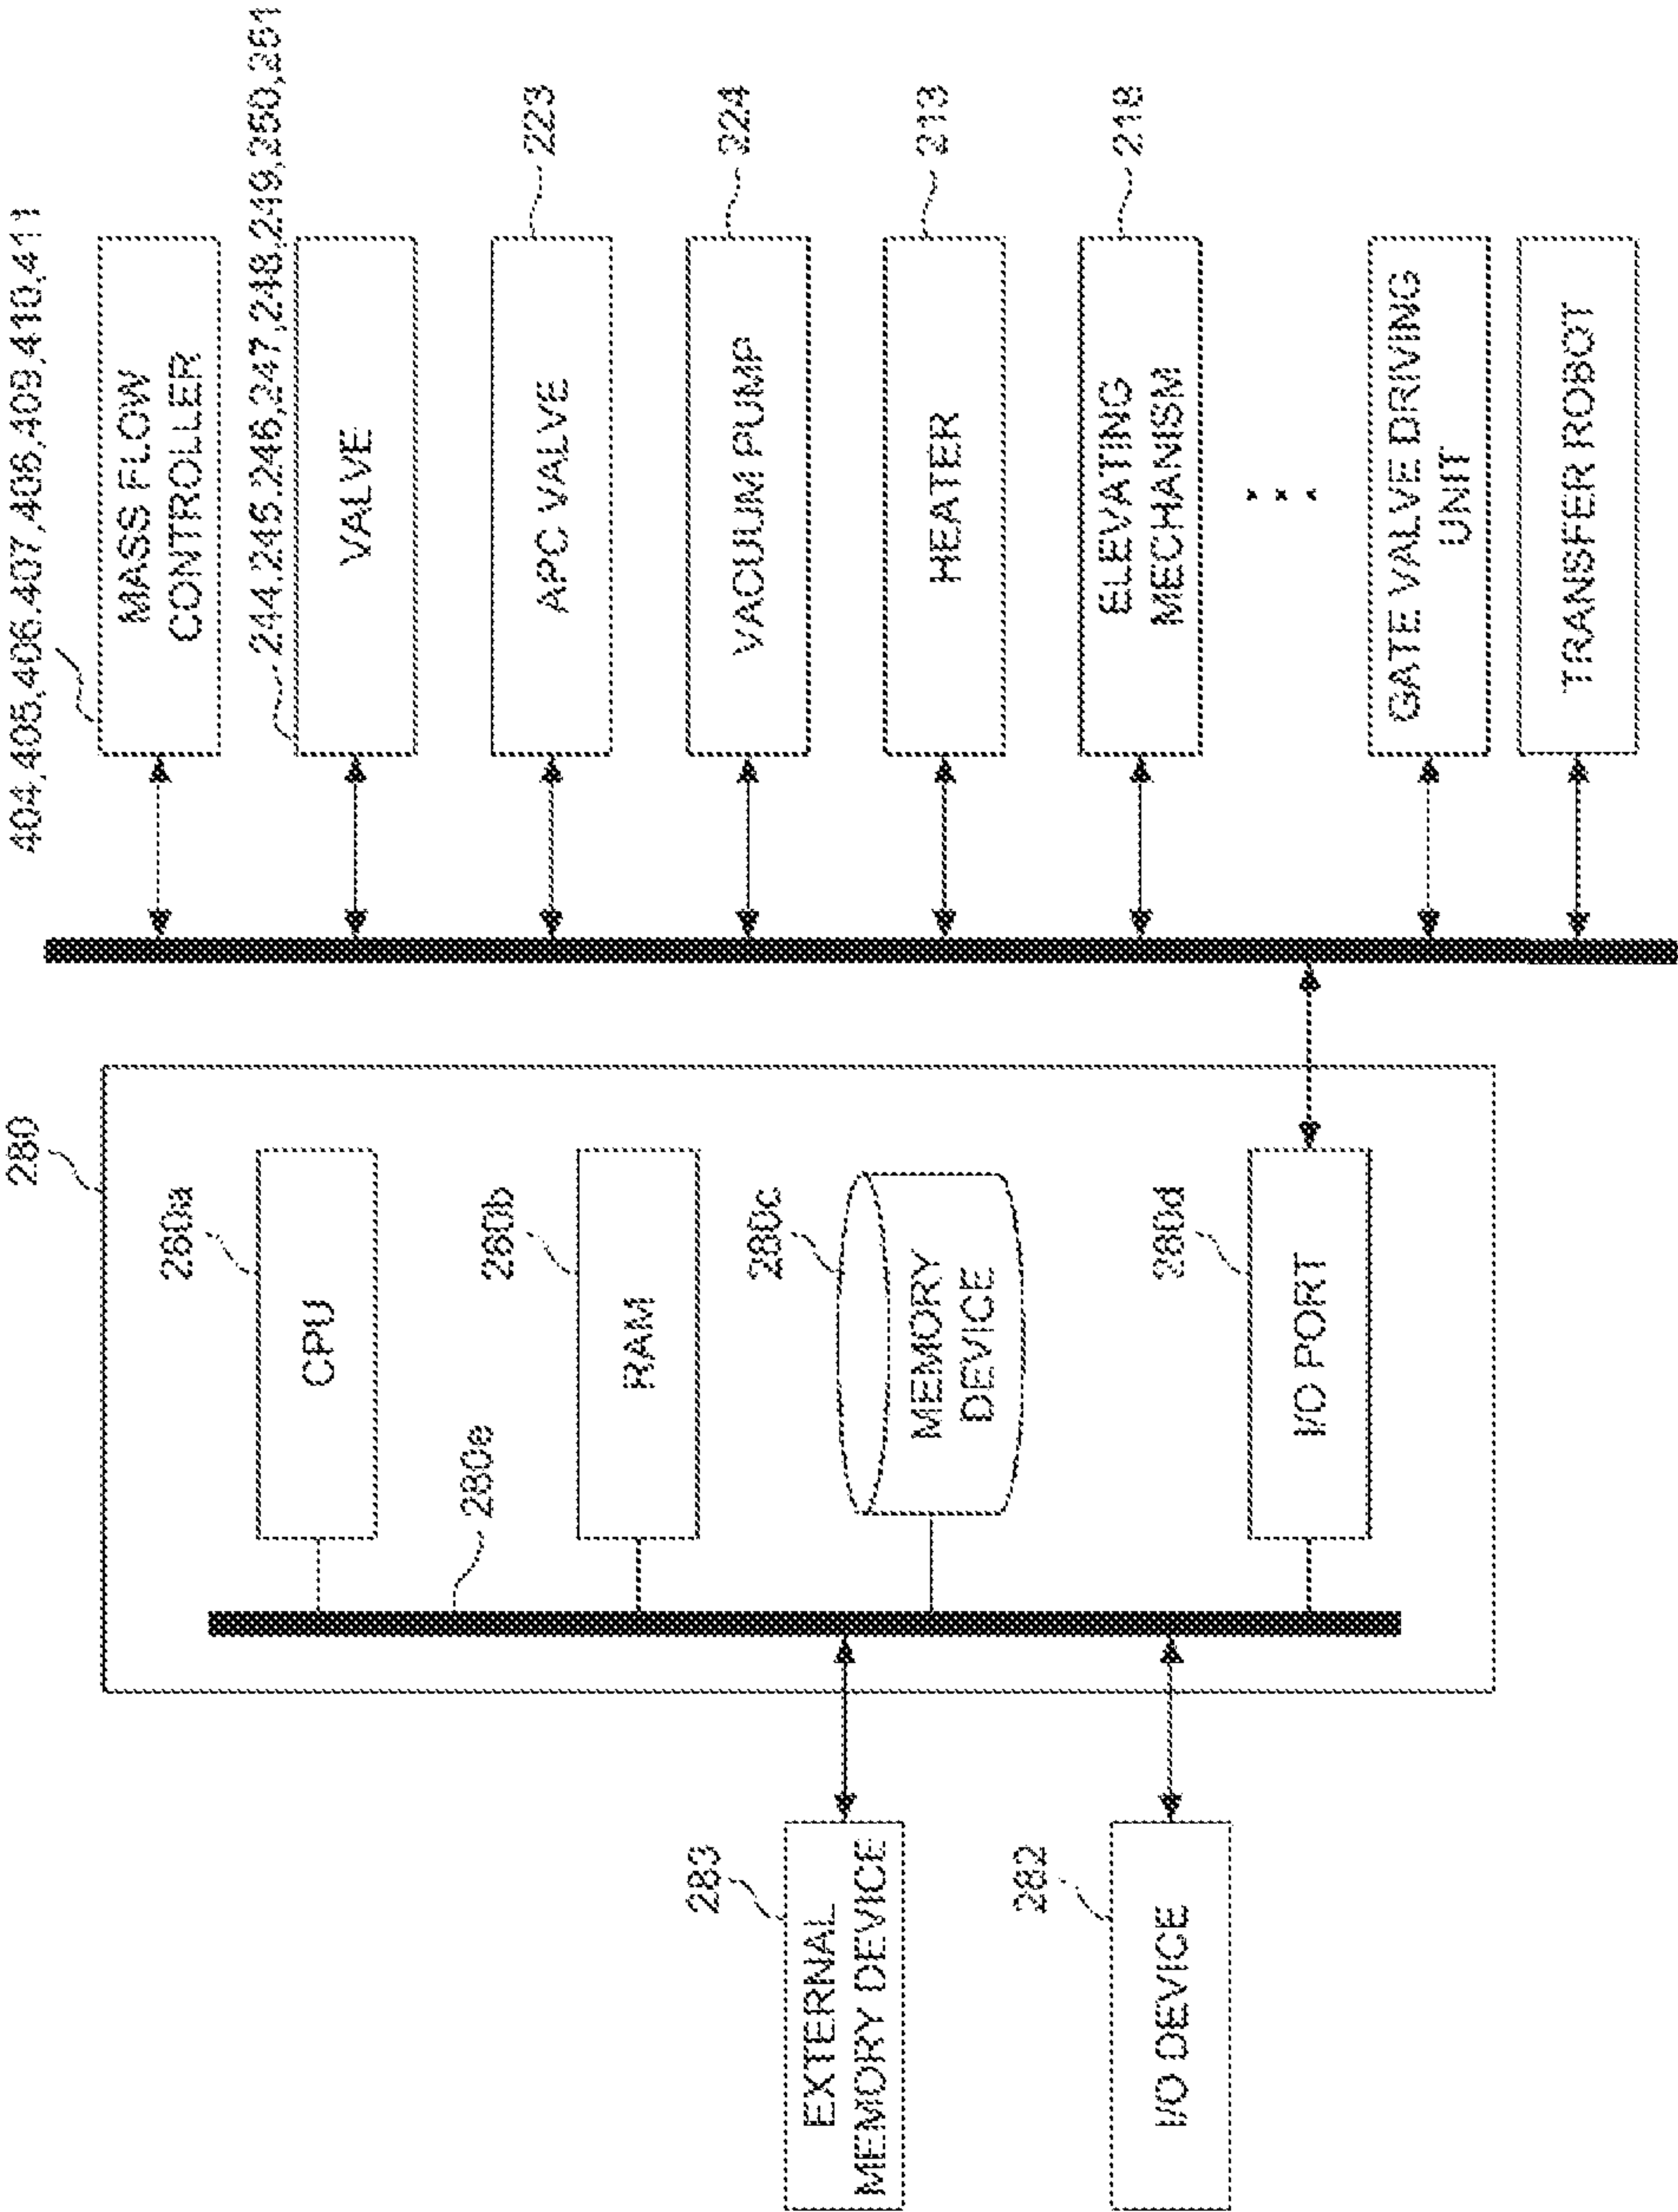 283
EXTERNAL
MEMORY DEVICE
282
I/O DEVICE
280
280a
CPU
280e
280b
RAM
280c
MEMORY
DEVICE
280d
I/O PORT
404,405,406,407,408,409,410,411
MASS FLOW
CONTROLLER
244,245,246,247,248,249,250,251
VALVE
223
APC VALVE
224
VACUUM PUMP
213
HEATER
218
ELEVATING
MECHANISM
GATE VALVE DRIVING
UNIT
TRANSFER ROBOT